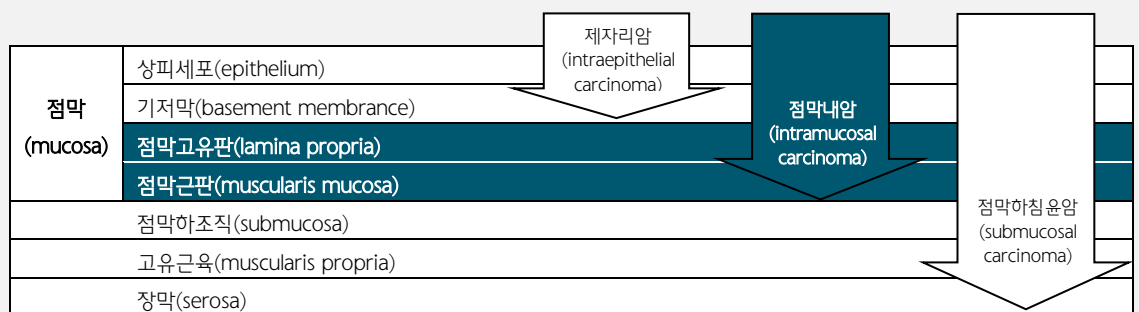 제자리암
(intraepithelial
carcinoma)
상피세포(epithelium)
기저막(basement membrance)
점막
(mucosa)
점막고유판(lamina propria)
점막근판(muscularis mucosa)
점막내암
(intramucosal
carcinoma)
점막하조직(submucosa)
고유근육(muscularis propria)
장막(serosa)
점막하침윤암
(submucosal
carcinoma)